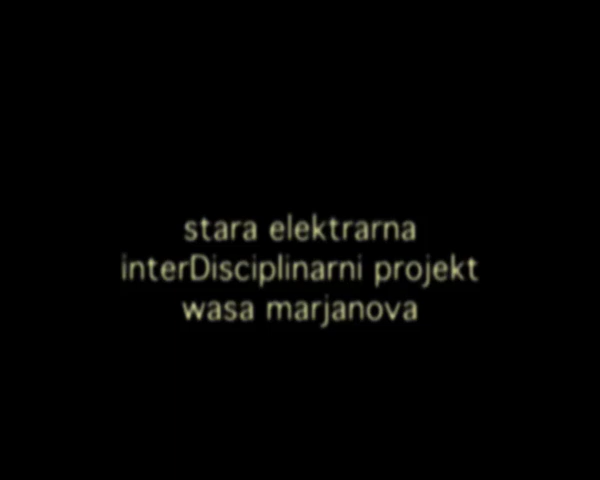 stara elektrarna
interDisciplinarni projekt
wasa marjanova